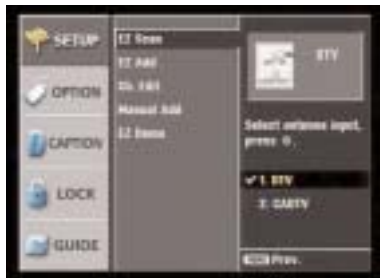 SETUP
OPTION
CAPTION
LOCK
GUIDE
EZ Scan
EZ Add
Ch. Edit
Manual Add
EZ Demo
DTV
Select antenna input,
press
✔ 1. DTV
2. CADTV
Prev.